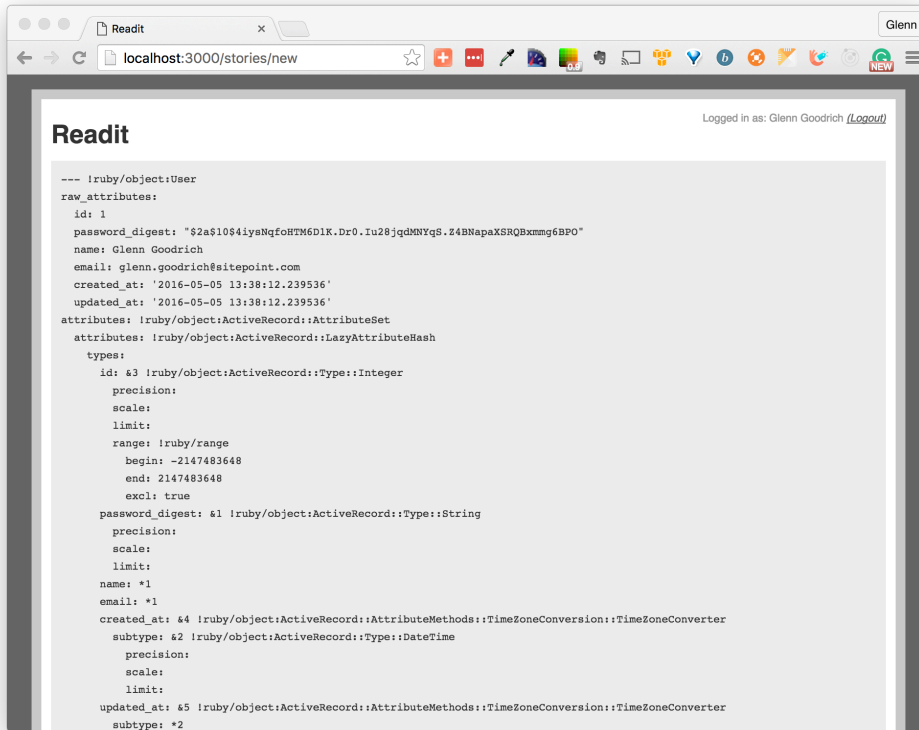 Readit
Glenn
localhost:3000/stories/new
0.9
b
G
NEW
Logged in as: Glenn Goodrich (Logout)
Readit
--- !ruby/object:User
raw_attributes:
  id: 1
  password_digest: "$2a$10$4iysNqfoHTM6D1K.Dr0.Iu28jqdMNYqS.Z4BNapaXSRQBxmmg6BPO"
  name: Glenn Goodrich
  email: glenn.goodrich@sitepoint.com
  created_at: '2016-05-05 13:38:12.239536'
  updated_at: '2016-05-05 13:38:12.239536'
attributes: !ruby/object:ActiveRecord::AttributeSet
  attributes: !ruby/object:ActiveRecord::LazyAttributeHash
    types:
      id: &3 !ruby/object:ActiveRecord::Type::Integer
        precision:
        scale:
        limit:
        range: !ruby/range
          begin: -2147483648
          end: 2147483648
          excl: true
      password_digest: &1 !ruby/object:ActiveRecord::Type::String
        precision:
        scale:
        limit:
      name: *1
      email: *1
      created_at: &4 !ruby/object:ActiveRecord::AttributeMethods::TimeZoneConversion::TimeZoneConverter
        subtype: &2 !ruby/object:ActiveRecord::Type::DateTime
          precision:
          scale:
          limit:
      updated_at: &5 !ruby/object:ActiveRecord::AttributeMethods::TimeZoneConversion::TimeZoneConverter
        subtype: *2